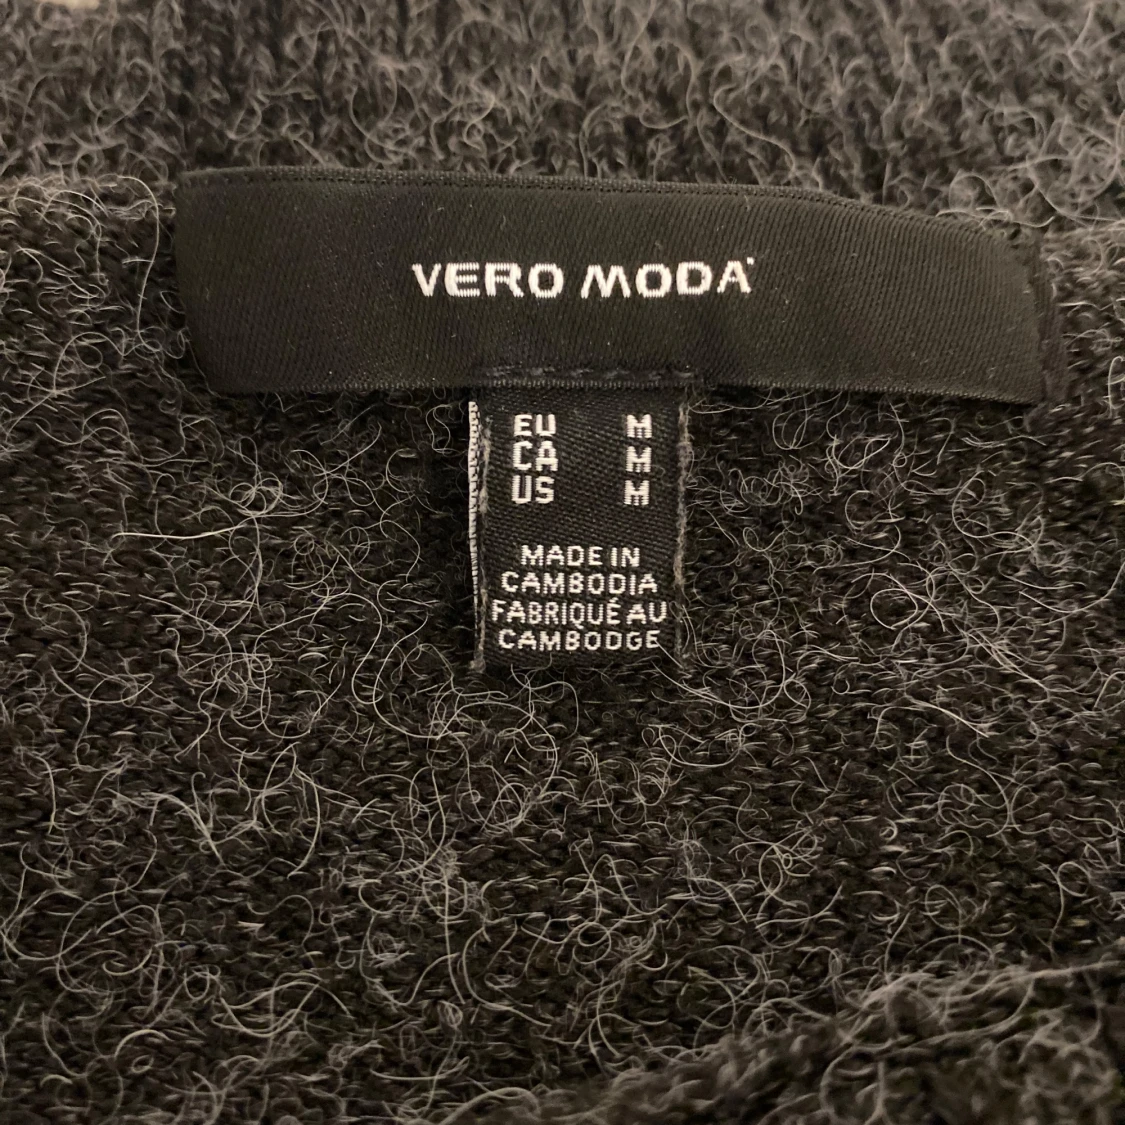 VERO MODA
EU M
CA M
US M
MADE IN
CAMBODIA
FABRIQUÉ AU
CAMBODGE